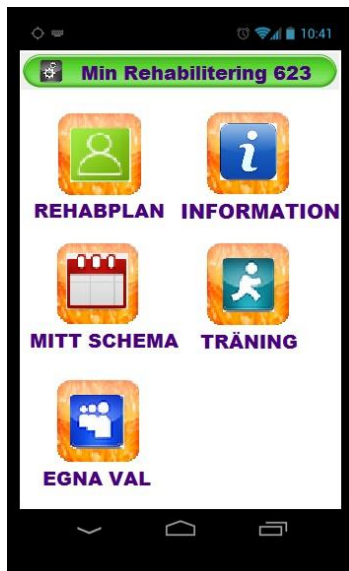 10:41
Min Rehabilitering 623
REHABPLAN INFORMATION
MITT SCHEMA TRÄNING
EGNA VAL